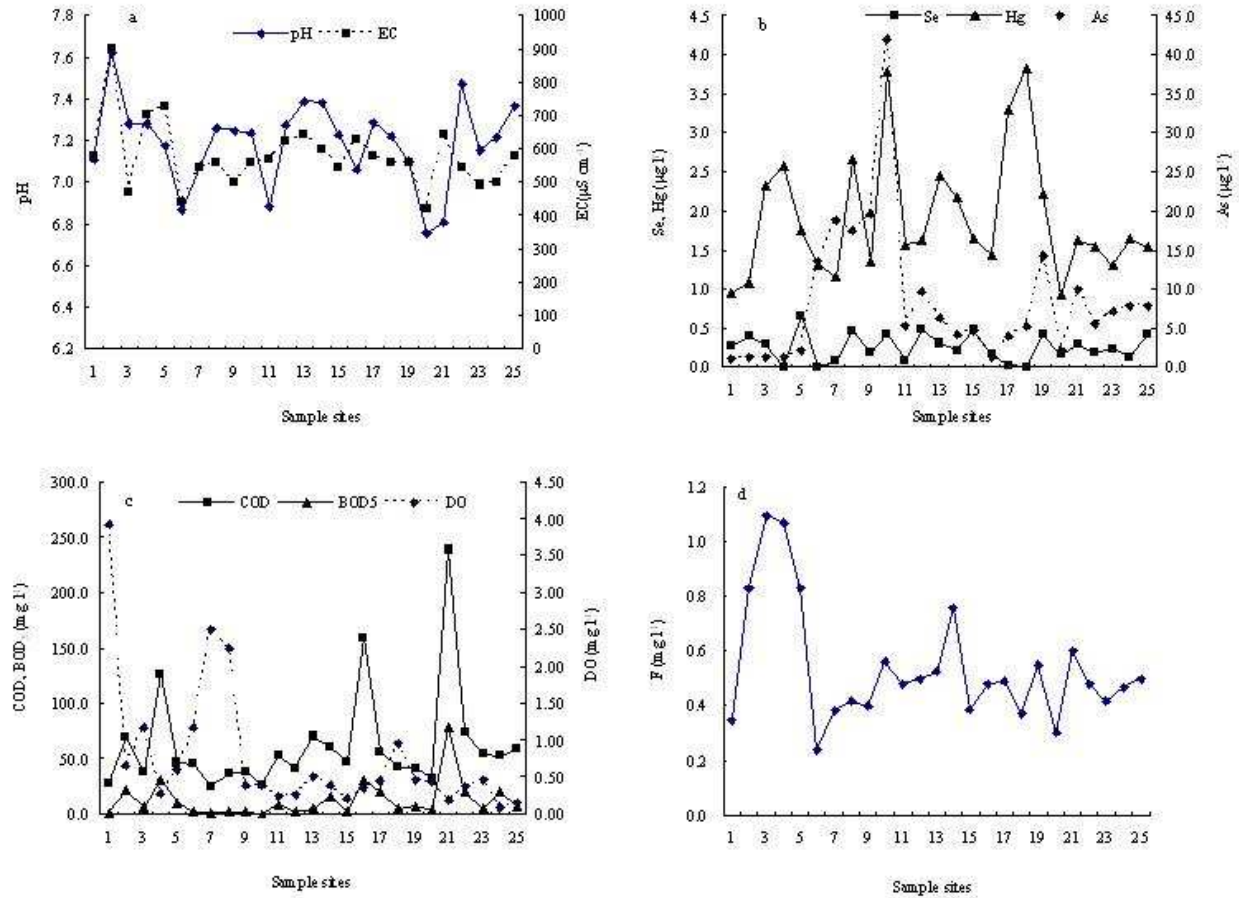 a
pH EC
7.8
7.6
7.4
7.2
7.0
6.8
6.6
6.4
6.2
pH
1000
900
800
700
600
500
400
300
200
100
0
EC(µS cm⁻¹)
1 3 5 7 9 11 13 15 17 19 21 23 25
Sample sites
b
Se Hg As
4.5
4.0
3.5
3.0
2.5
2.0
1.5
1.0
0.5
0.0
Se, Hg (µg l⁻¹)
45.0
40.0
35.0
30.0
25.0
20.0
15.0
10.0
5.0
0.0
As (µg l⁻¹)
1 3 5 7 9 11 13 15 17 19 21 23 25
Sample sites
c
COD BOD5 DO
300.0
250.0
200.0
150.0
100.0
50.0
0.0
COD, BOD, (mg l⁻¹)
4.50
4.00
3.50
3.00
2.50
2.00
1.50
1.00
0.50
0.00
DO (mg l⁻¹)
1 3 5 7 9 11 13 15 17 19 21 23 25
Sample sites
d
1.2
1.0
0.8
0.6
0.4
0.2
0.0
F (mg l⁻¹)
1 3 5 7 9 11 13 15 17 19 21 23 25
Sample sites